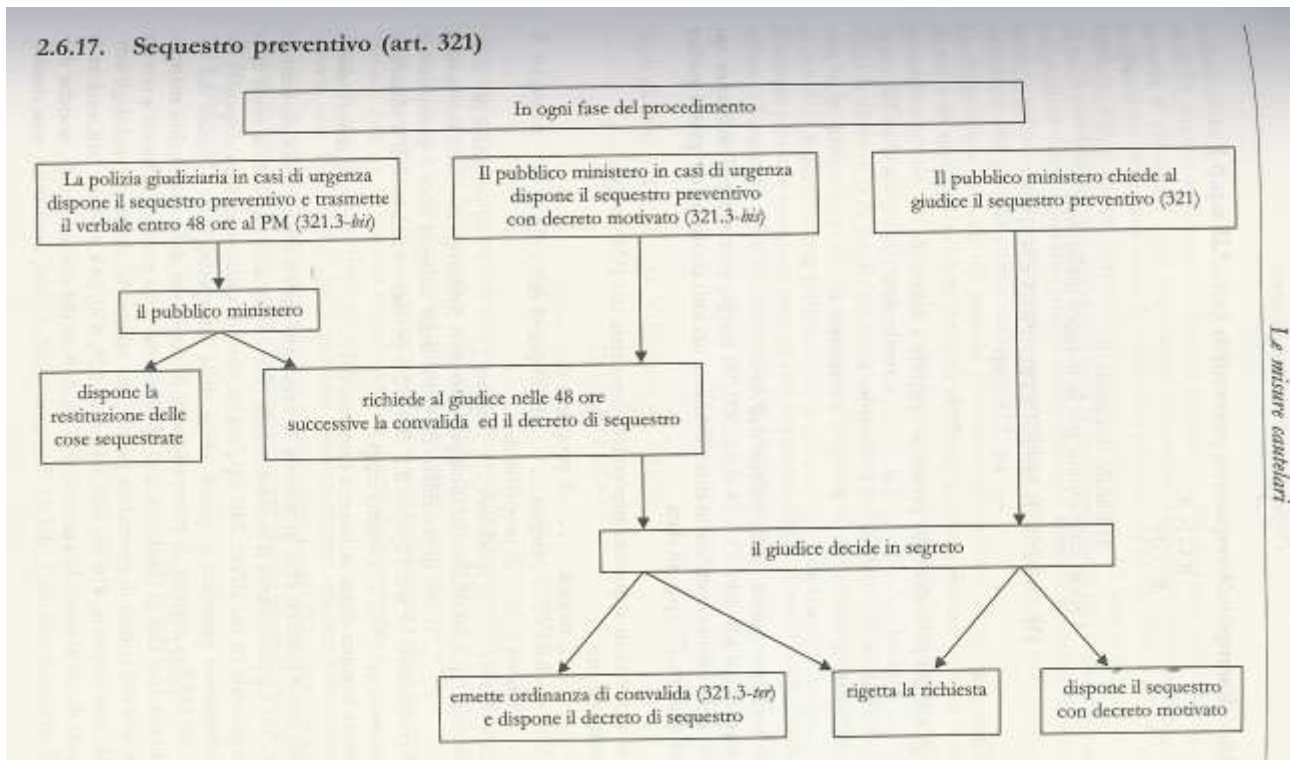 2.6.17. Sequestro preventivo (art. 321)
In ogni fase del procedimento
La polizia giudiziaria in casi di urgenza
dispone il sequestro preventivo e trasmette
il verbale entro 48 ore al PM (321.3-bis)
Il pubblico ministero in casi di urgenza
dispone il sequestro preventivo
con decreto motivato (321.3-bis)
Il pubblico ministero chiede al
giudice il sequestro preventivo (321)
il pubblico ministero
dispone la
restituzione delle
cose sequestrate
richiede al giudice nelle 48 ore
successive la convalida ed il decreto di sequestro
il giudice decide in segreto
emette ordinanza di convalida (321.3-ter)
e dispone il decreto di sequestro
rigetta la richiesta
dispone il sequestro
con decreto motivato
Le misure cautelari